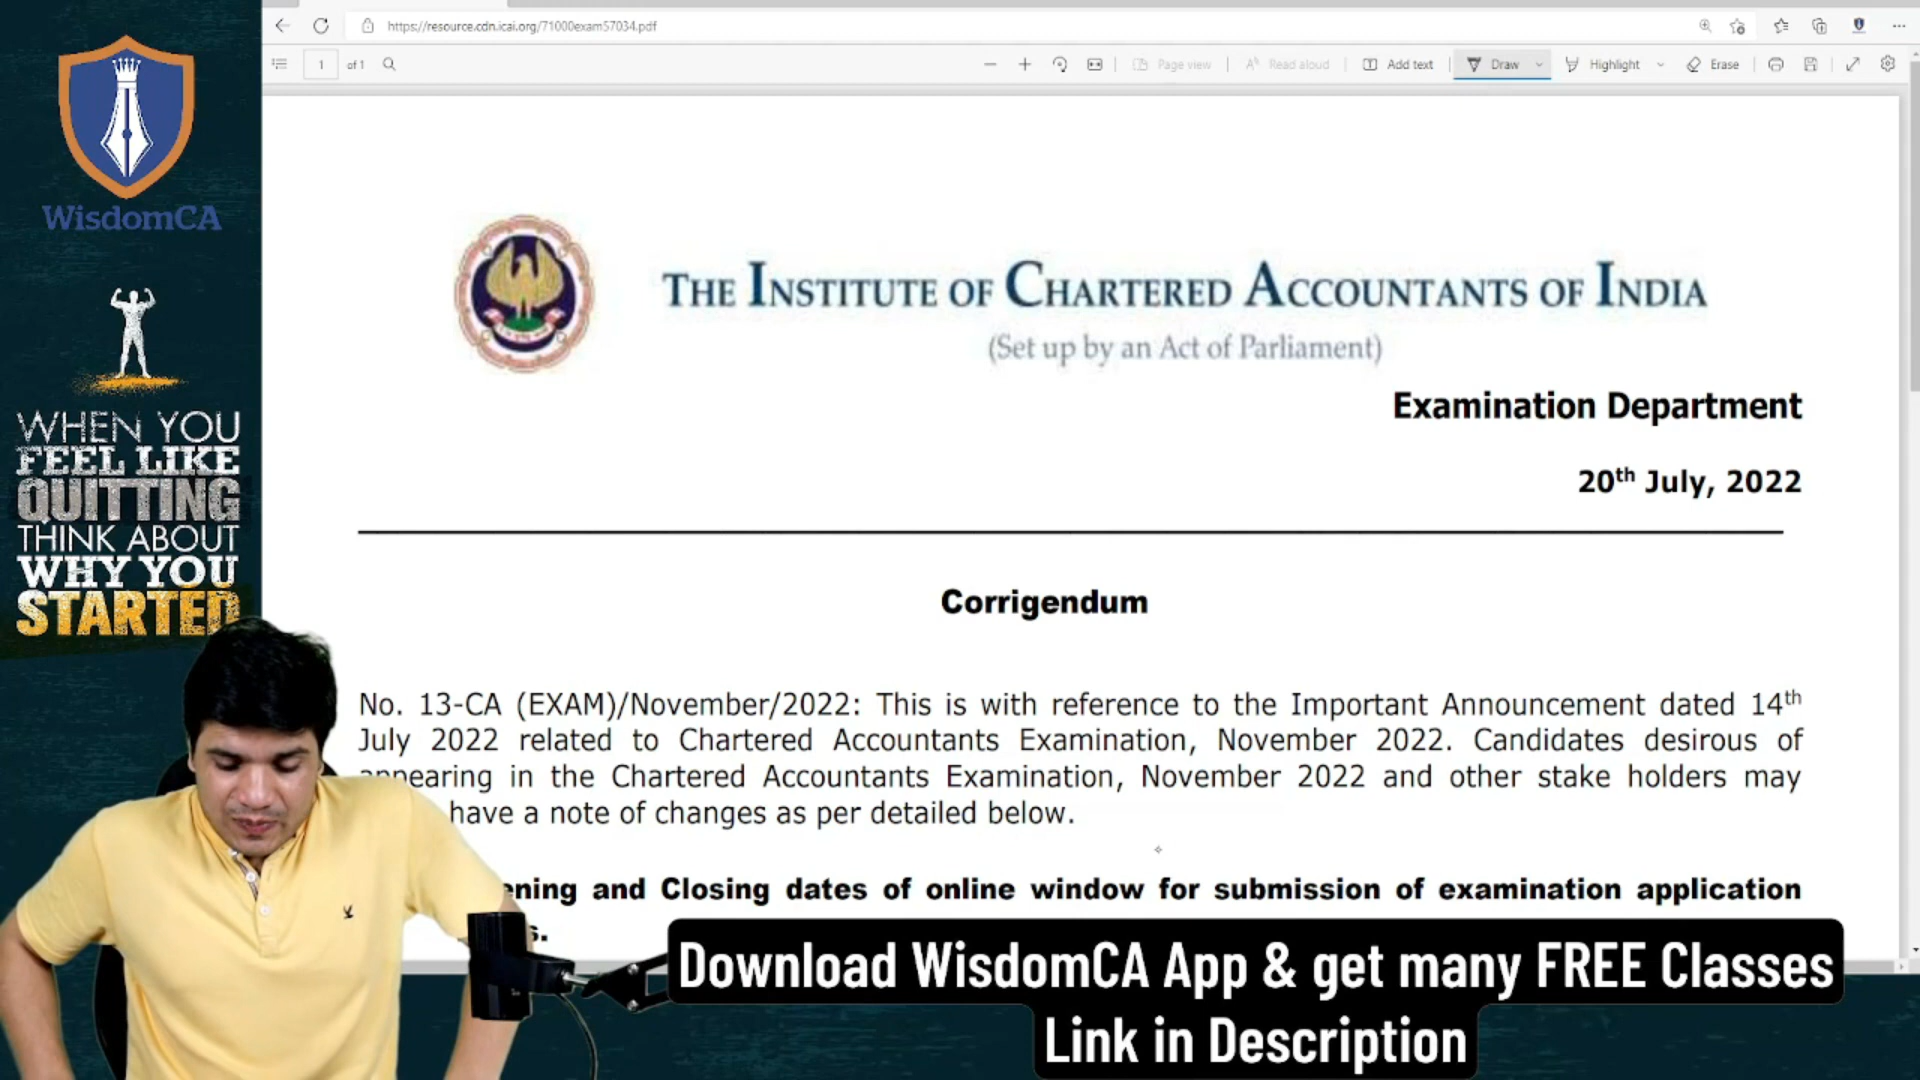 https://resource.cdn.icai.org/71000exam57034.pdf
1 of 1
Page view
Read aloud
Add text
Draw
Highlight
Erase
WisdomCA
WHEN YOU
FEEL LIKE
QUITTING
THINK ABOUT
WHY YOU
STARTED
THE INSTITUTE OF CHARTERED ACCOUNTANTS OF INDIA
(Set up by an Act of Parliament)
Examination Department
20th July, 2022
Corrigendum
No. 13-CA (EXAM)/November/2022: This is with reference to the Important Announcement dated 14th
July 2022 related to Chartered Accountants Examination, November 2022. Candidates desirous of
appearing in the Chartered Accountants Examination, November 2022 and other stake holders may
have a note of changes as per detailed below.
ening and Closing dates of online window for submission of examination application
s.
Download WisdomCA App & get many FREE Classes
Link in Description